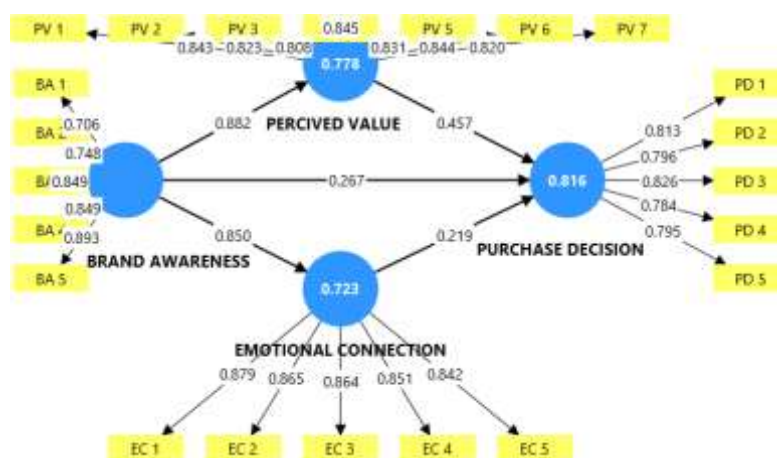 PV 1 PV 2 PV 3 0.845 PV 5 PV 6 PV 7
0.843 0.823 0.808 0.831 0.844 0.820
0.778
BA 1
PD 1
0.706
0.882
PERCIVED VALUE
0.457
0.813
BA
PD 2
0.748
0.796
BA 0.849
0.267
0.816
0.826
PD 3
0.849
0.784
BA
PD 4
0.893
0.850
0.219
PURCHASE DECISION
0.795
BRAND AWARENESS
BA 5
PD 5
0.723
EMOTIONAL CONNECTION
0.879 0.865 0.864 0.851 0.842
EC 1 EC 2 EC 3 EC 4 EC 5